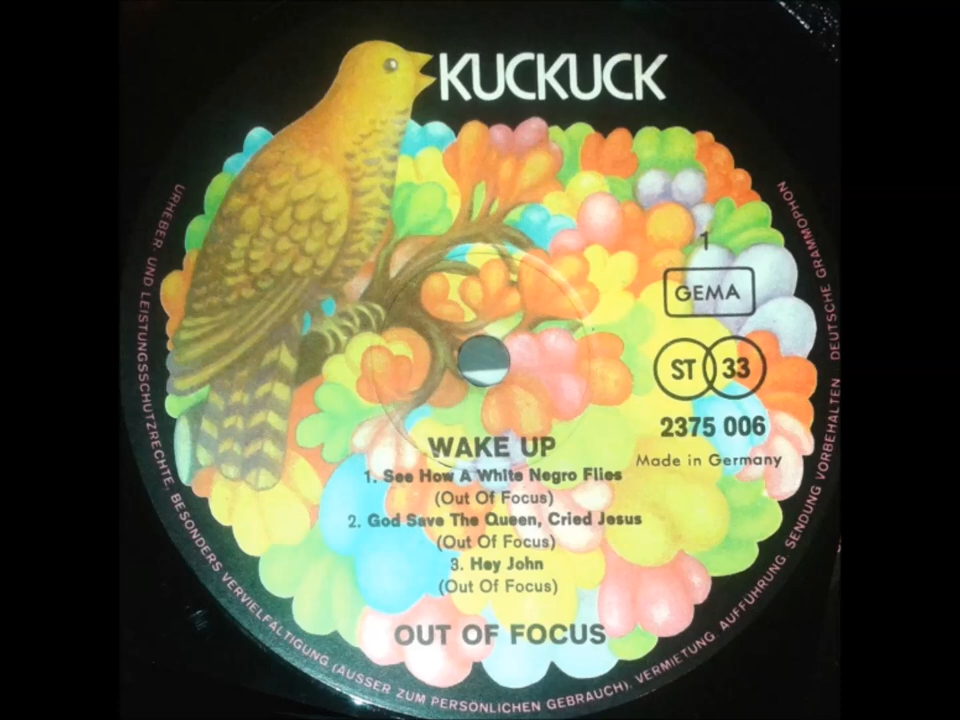 KUCKUCK
1
GEMA
ST 33
2375 006
Made in Germany
WAKE UP
1. See How A White Negro Flies
(Out Of Focus)
2. God Save The Queen, Cried Jesus
(Out Of Focus)
3. Hey John
(Out Of Focus)
OUT OF FOCUS
URHEBER- UND LEISTUNGSSCHUTZRECHTE, BESONDERS VERVIELFÄLTIGUNG (AUSSER ZUM PERSÖNLICHEN GEBRAUCH), VERMIETUNG, AUFFÜHRUNG, SENDUNG VORBEHALTEN DEUTSCHE GRAMMOPHON